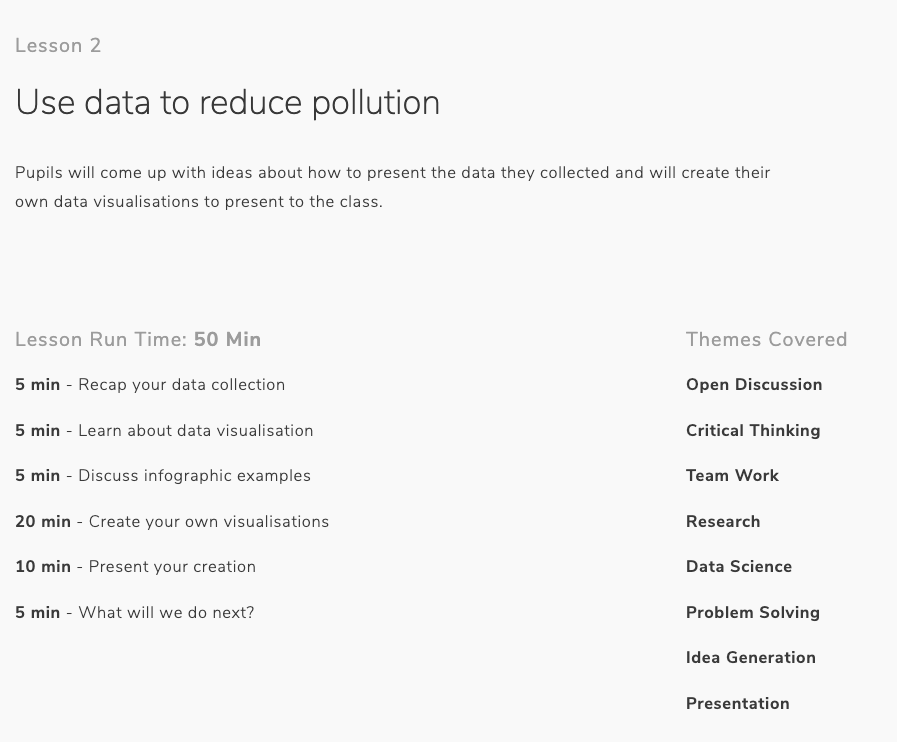 Lesson 2
Use data to reduce pollution
Pupils will come up with ideas about how to present the data they collected and will create their
own data visualisations to present to the class.
Lesson Run Time: 50 Min
5 min - Recap your data collection
5 min - Learn about data visualisation
5 min - Discuss infographic examples
20 min - Create your own visualisations
10 min - Present your creation
5 min - What will we do next?
Themes Covered
Open Discussion
Critical Thinking
Team Work
Research
Data Science
Problem Solving
Idea Generation
Presentation